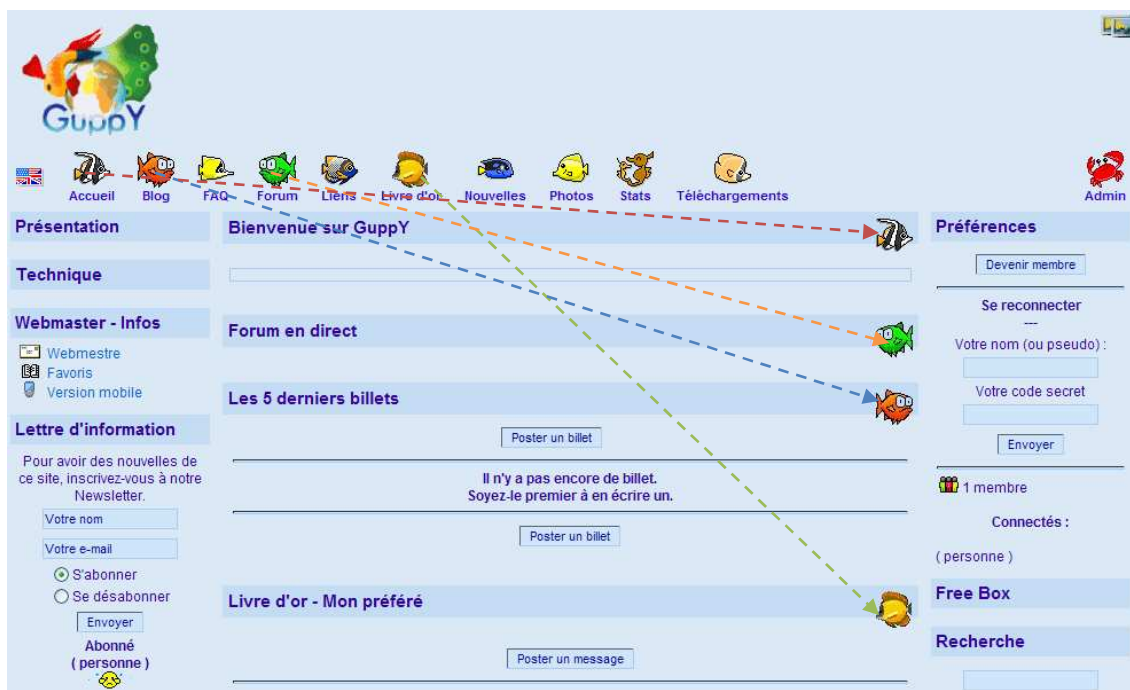 GuppY
Accueil Blog FAQ Forum Liens Livre d'or Nouvelles Photos Stats Téléchargements Admin
Présentation
Technique
Webmaster - Infos
Webmestre
Favoris
Version mobile
Lettre d'information
Pour avoir des nouvelles de
ce site, inscrivez-vous à notre
Newsletter.
Votre nom
Votre e-mail
S'abonner
Se désabonner
Envoyer
Abonné
( personne )
Bienvenue sur GuppY
Forum en direct
Les 5 derniers billets
Poster un billet
Il n'y a pas encore de billet.
Soyez-le premier à en écrire un.
Poster un billet
Livre d'or - Mon préféré
Poster un message
Préférences
Devenir membre
Se reconnecter
---
Votre nom (ou pseudo) :
Votre code secret
Envoyer
1 membre
Connectés :
( personne )
Free Box
Recherche